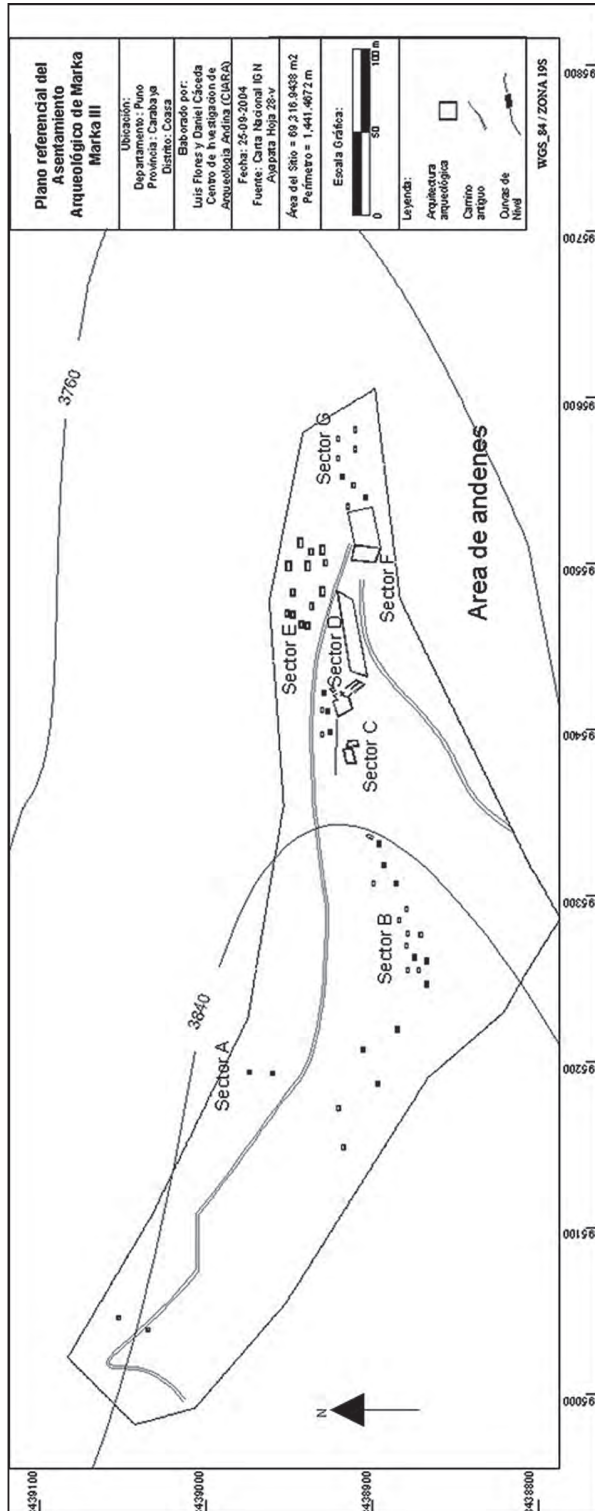 Plano referencial del
Asentamiento
Arqueológico de Marka
Marka III
Ubicación:
Departamento: Puno
Provincia: Carabaya
Distrito: Coasa
Elaborado por:
Luis Flores y Daniel Cáceda
Centro de Investigación de
Arqueología Andina (CIARA)
Fecha: 25-09-2004
Fuente: Carta Nacional IGN
Ayapata Hoja 28-v
Área del Sitio = 69,316.9438 m2
Perímetro = 1,441.4672 m
Escala Gráfica:
0 50 100 m
Leyenda:
Arquitectura
arqueológica
Camino
antiguo
Curvas de
Nivel
WGS_84 / ZONA 19S
3760
3840
Sector A
Sector B
Sector C
Sector D
Sector E
Sector F
Sector G
Area de andenes
N